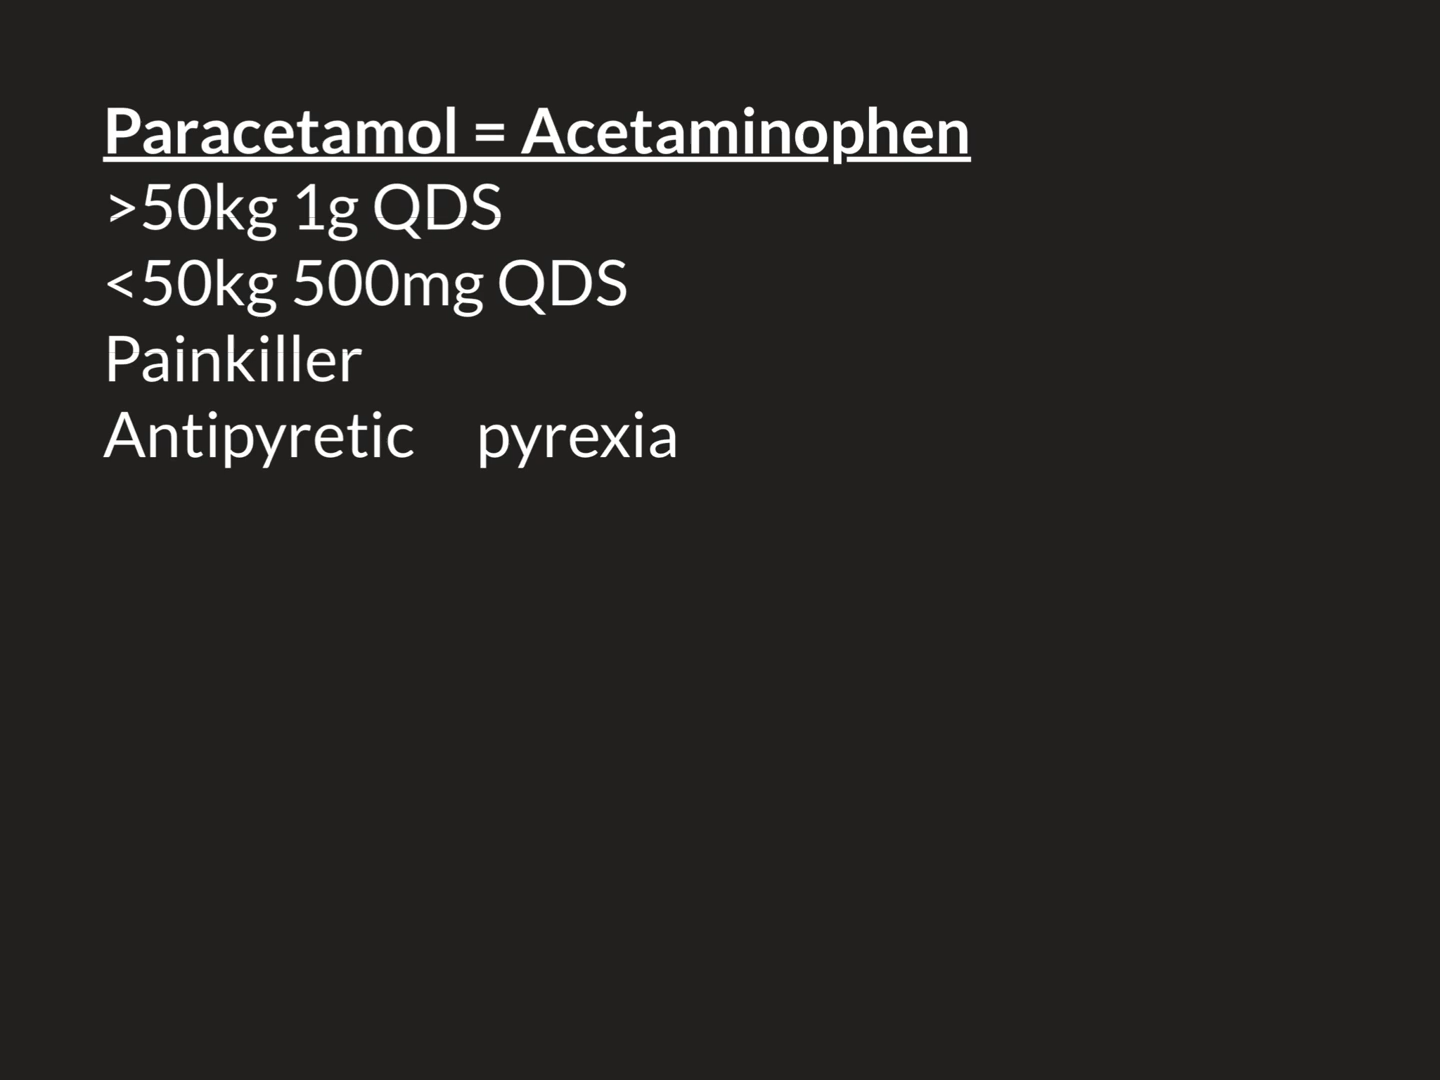 Paracetamol = Acetaminophen
>50kg 1g QDS
<50kg 500mg QDS
Painkiller
Antipyretic pyrexia